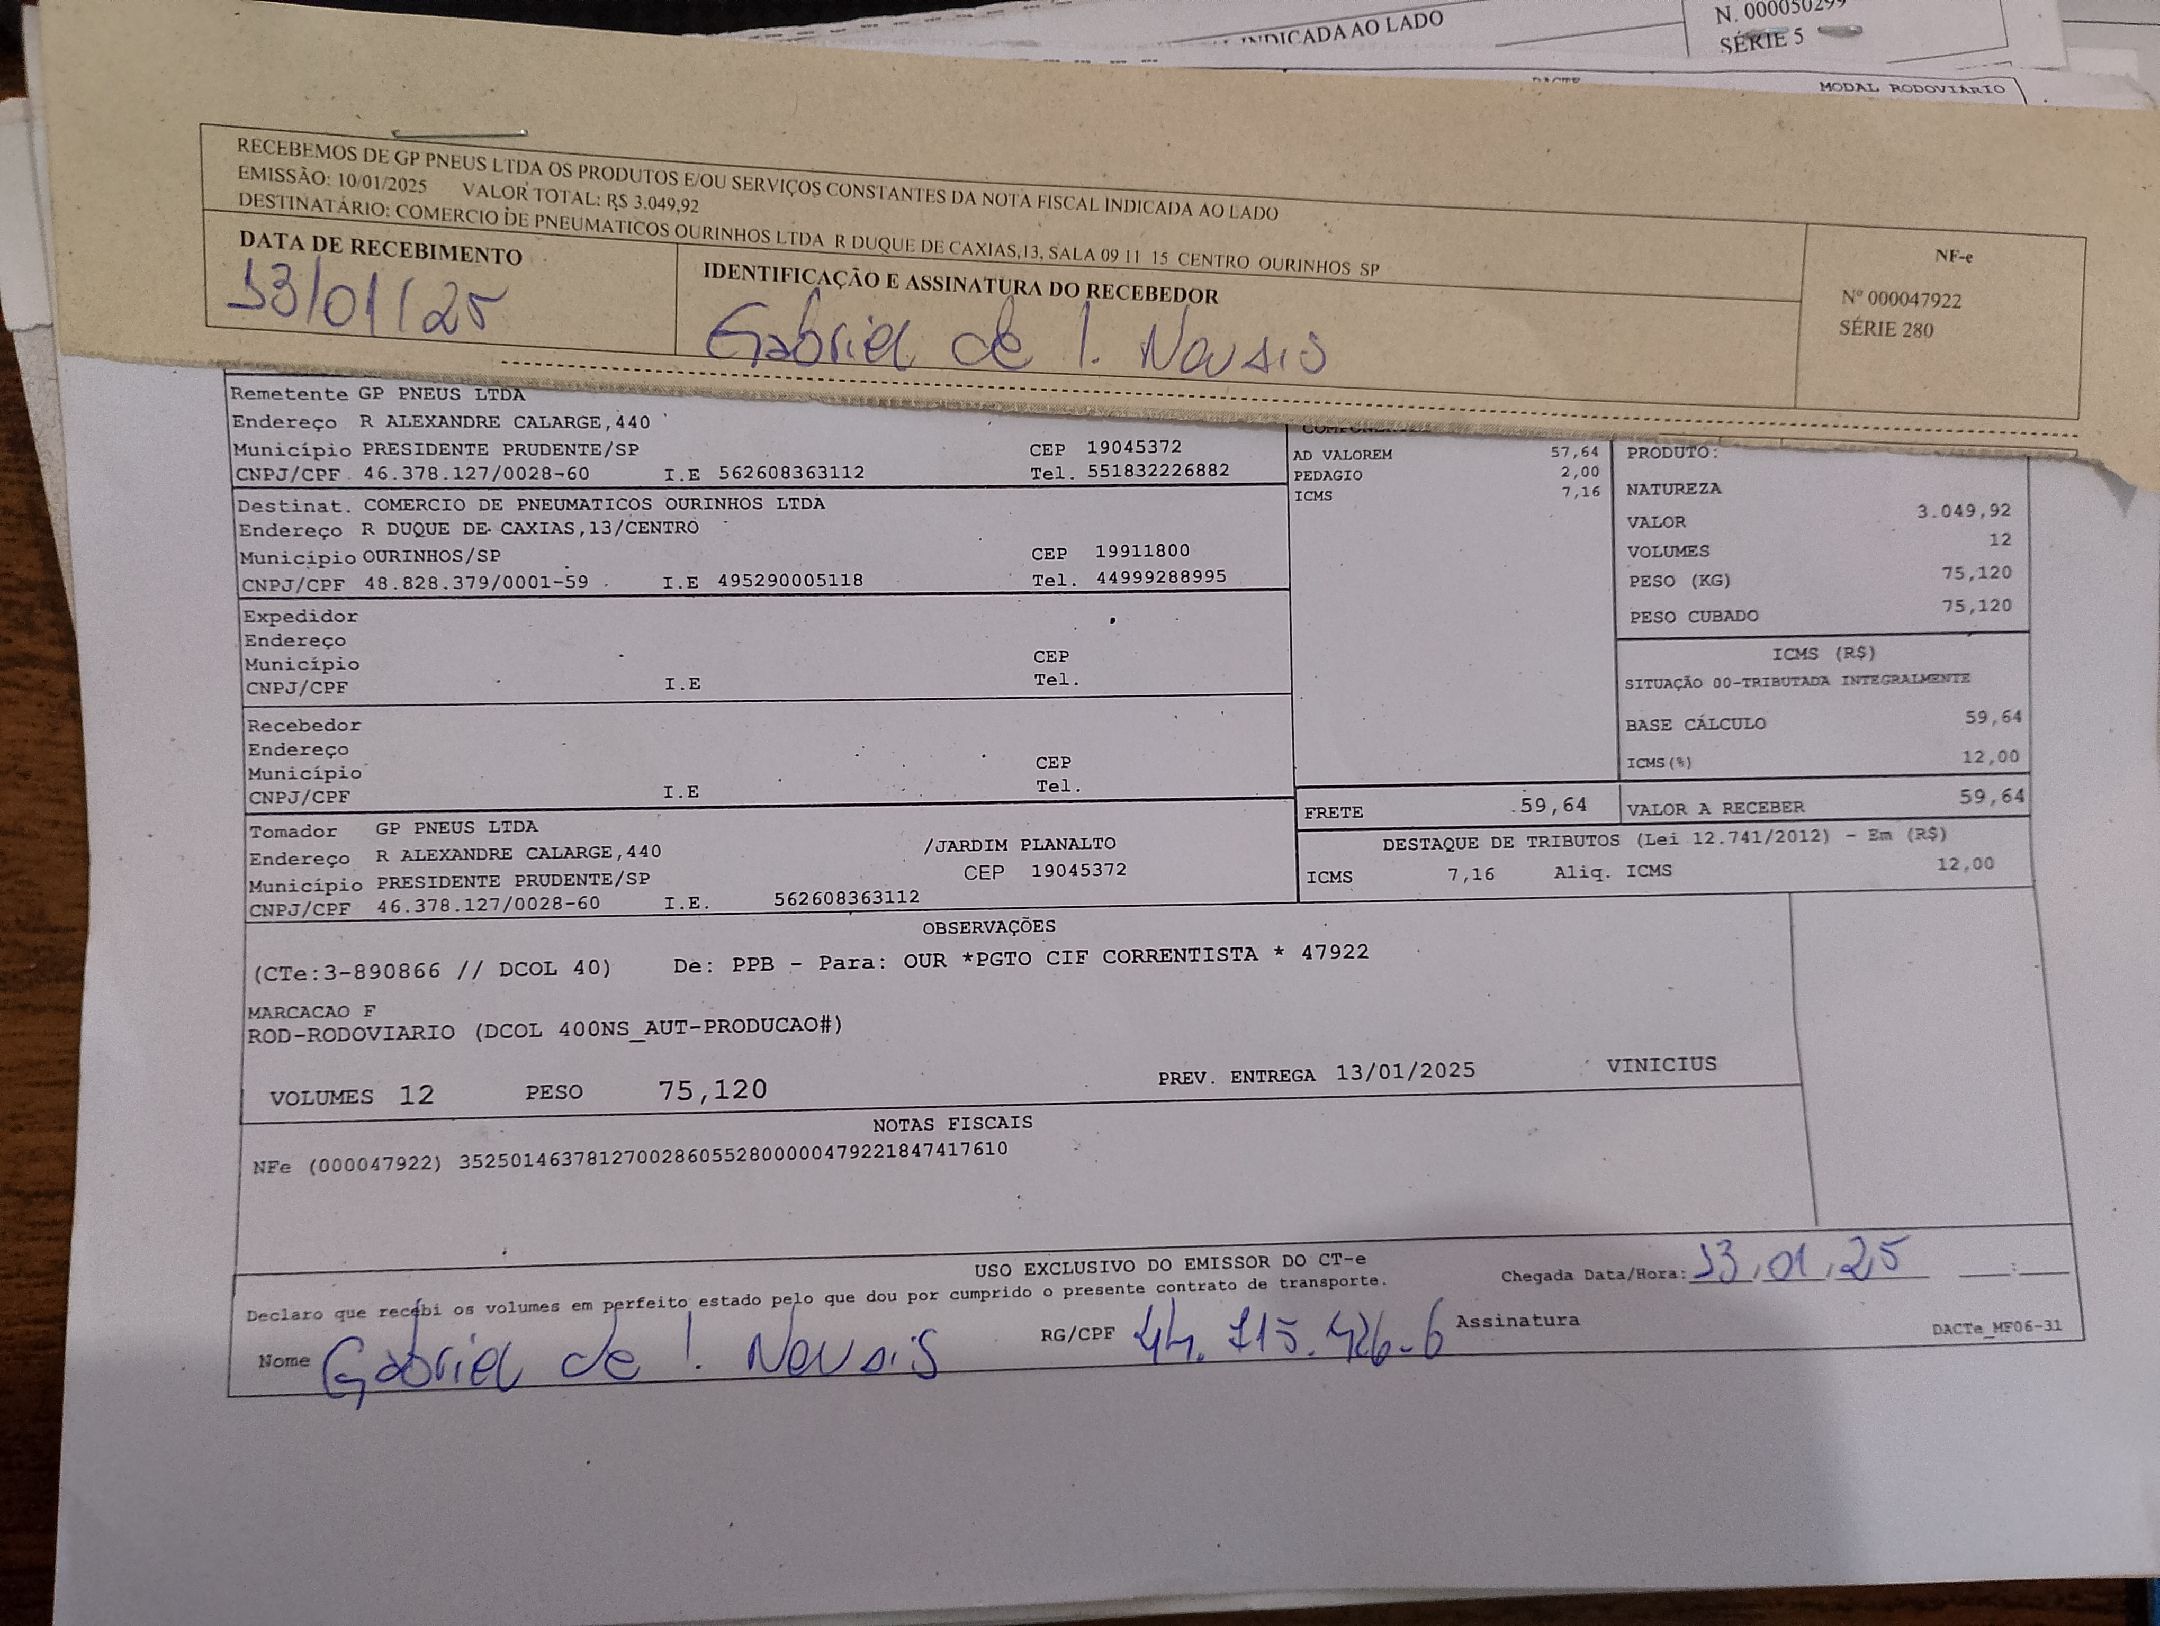 INDICADA AO LADO
N. 000050299
SÉRIE 5
MODAL RODOVIÁRIO
RECEBEMOS DE GP PNEUS LTDA OS PRODUTOS E/OU SERVIÇOS CONSTANTES DA NOTA FISCAL INDICADA AO LADO
EMISSÃO: 10/01/2025 VALOR TOTAL: R$ 3.049,92
DESTINATÁRIO: COMERCIO DE PNEUMATICOS OURINHOS LTDA R DUQUE DE CAXIAS,13, SALA 09 11 15 CENTRO OURINHOS SP
DATA DE RECEBIMENTO
13/01/25
IDENTIFICAÇÃO E ASSINATURA DO RECEBEDOR
Gabriel de
NF-e
Nº 000047922
SÉRIE 280
Remetente GP PNEUS LTDA
Endereço R ALEXANDRE CALARGE,440
Município PRESIDENTE PRUDENTE/SP CEP 19045372
CNPJ/CPF 46.378.127/0028-60 I.E 562608363112 Tel. 551832226882
Destinat. COMERCIO DE PNEUMATICOS OURINHOS LTDA
Endereço R DUQUE DE CAXIAS,13/CENTRO
Município OURINHOS/SP CEP 19911800
CNPJ/CPF 48.828.379/0001-59 I.E 495290005118 Tel. 44999288995
Expedidor
Endereço
Município CEP
CNPJ/CPF I.E Tel.
Recebedor
Endereço
Município CEP
CNPJ/CPF I.E Tel.
Tomador GP PNEUS LTDA
Endereço R ALEXANDRE CALARGE,440 /JARDIM PLANALTO
Município PRESIDENTE PRUDENTE/SP CEP 19045372
CNPJ/CPF 46.378.127/0028-60 I.E. 562608363112
AD VALOREM 57,64
PEDAGIO 2,00
ICMS 7,16
FRETE 59,64
PRODUTO:
NATUREZA
VALOR 3.049,92
VOLUMES 12
PESO (KG) 75,120
PESO CUBADO 75,120
ICMS (R$)
SITUAÇÃO 00-TRIBUTADA INTEGRALMENTE
BASE CÁLCULO 59,64
ICMS(%) 12,00
VALOR A RECEBER 59,64
DESTAQUE DE TRIBUTOS (Lei 12.741/2012) - Em (R$)
ICMS 7,16 Aliq. ICMS 12,00
OBSERVAÇÕES
(CTe:3-890866 // DCOL 40) De: PPB - Para: OUR *PGTO CIF CORRENTISTA * 47922
MARCACAO F
ROD-RODOVIARIO (DCOL 400NS_AUT-PRODUCAO#)
VOLUMES 12 PESO 75,120 PREV. ENTREGA 13/01/2025 VINICIUS
NOTAS FISCAIS
NFe (000047922) 35250146378127002860552800000479221847417610
USO EXCLUSIVO DO EMISSOR DO CT-e
Declaro que recebi os volumes em perfeito estado pelo que dou por cumprido o presente contrato de transporte.
Chegada Data/Hora: 13,01,25 __:__
Nome Gabriel de
RG/CPF 44.715.426-6 Assinatura
DACTe_MF06-31